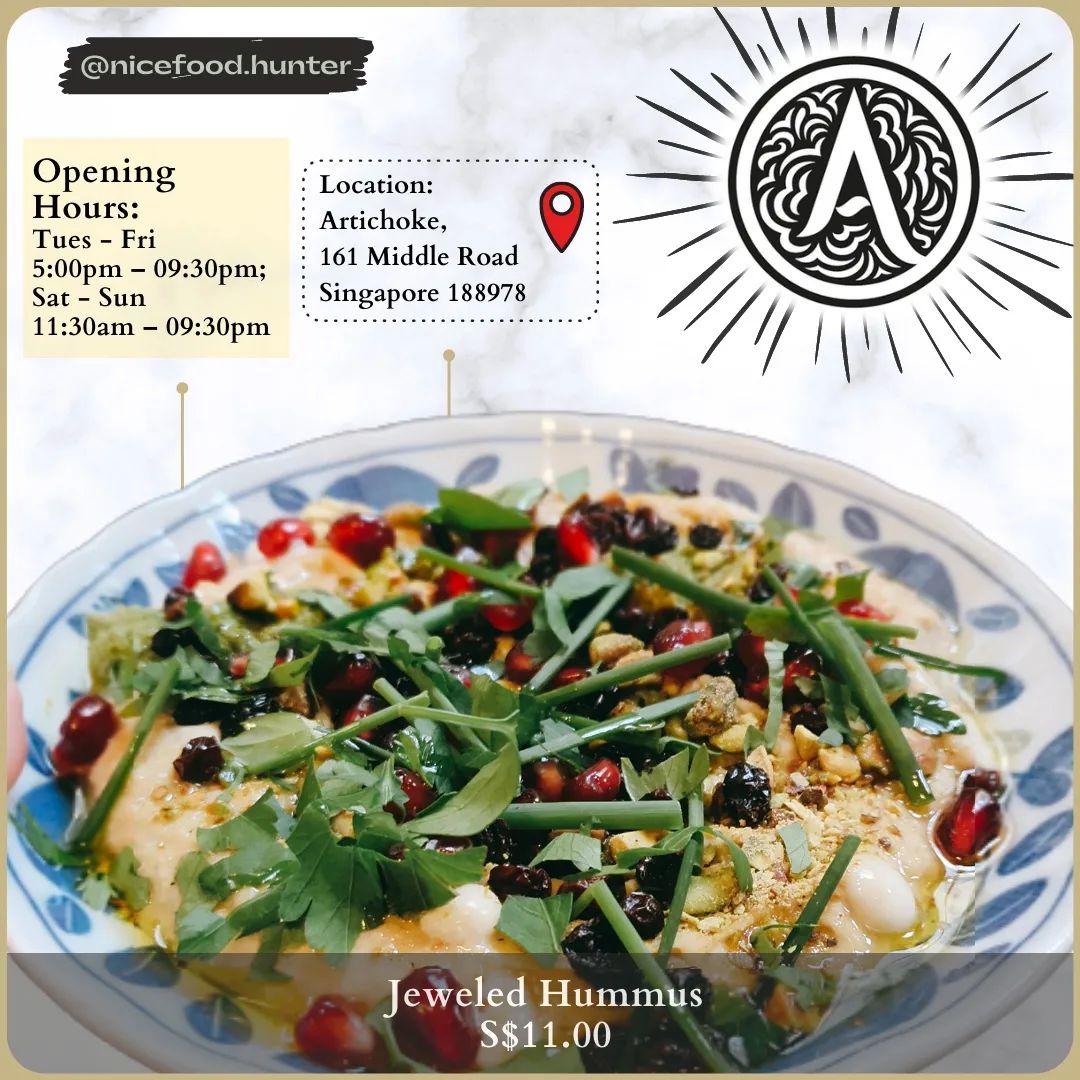 @nicefood.hunter
Opening
Hours:
Tues - Fri
5:00pm – 09:30pm;
Sat - Sun
11:30am – 09:30pm
Location:
Artichoke,
161 Middle Road
Singapore 188978
A
Jeweled Hummus
S$11.00